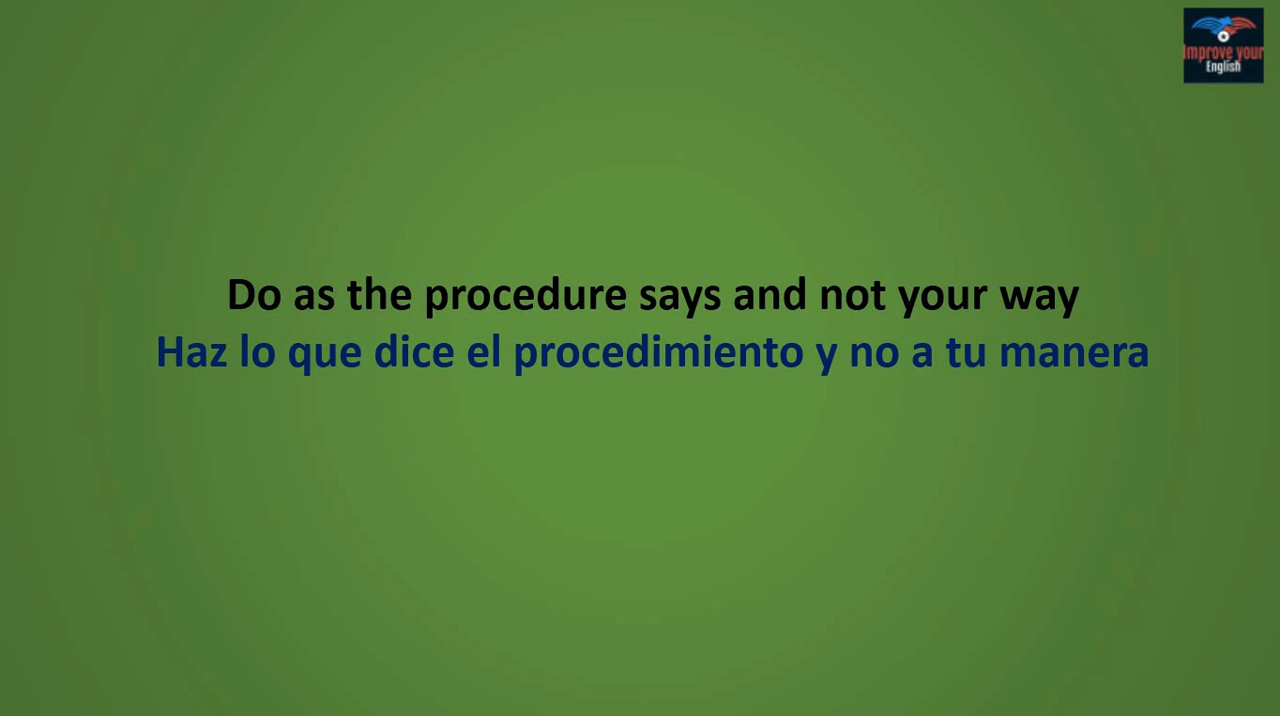 Improve your
English
Do as the procedure says and not your way
Haz lo que dice el procedimiento y no a tu manera